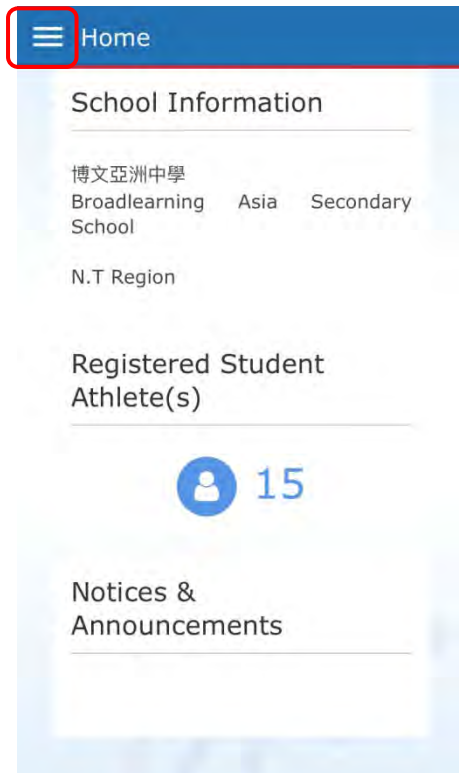 Home
School Information
博文亞洲中學
Broadlearning Asia Secondary
School
N.T Region
Registered Student
Athlete(s)
15
Notices &
Announcements